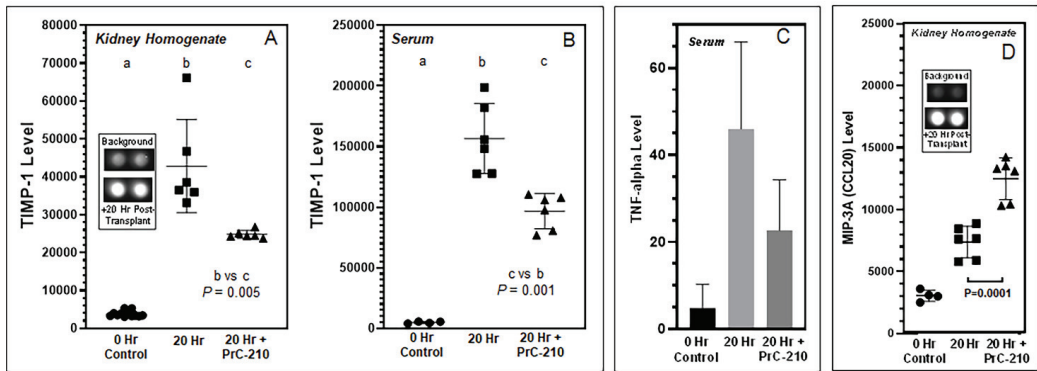 A
Kidney Homogenate
a b c
80000
70000
60000
50000
40000
30000
20000
10000
0
TIMP-1 Level
Background
+20 Hr Post-
Transplant
b vs c
P = 0.005
0 Hr
Control
20 Hr
20 Hr +
PrC-210
B
Serum
a b c
200000
150000
100000
50000
0
TIMP-1 Level
c vs b
P = 0.001
0 Hr
Control
20 Hr
20 Hr +
PrC-210
C
Serum
60
40
20
0
TNF-alpha Level
0 Hr
Control
20 Hr
20 Hr +
PrC-210
Kidney Homogenate
D
25000
20000
15000
10000
5000
0
MIP-3A (CCL20) Level
Background
+20 Hr Post-
Transplant
P=0.0001
0 Hr
Control
20 Hr
20 Hr +
PrC-210